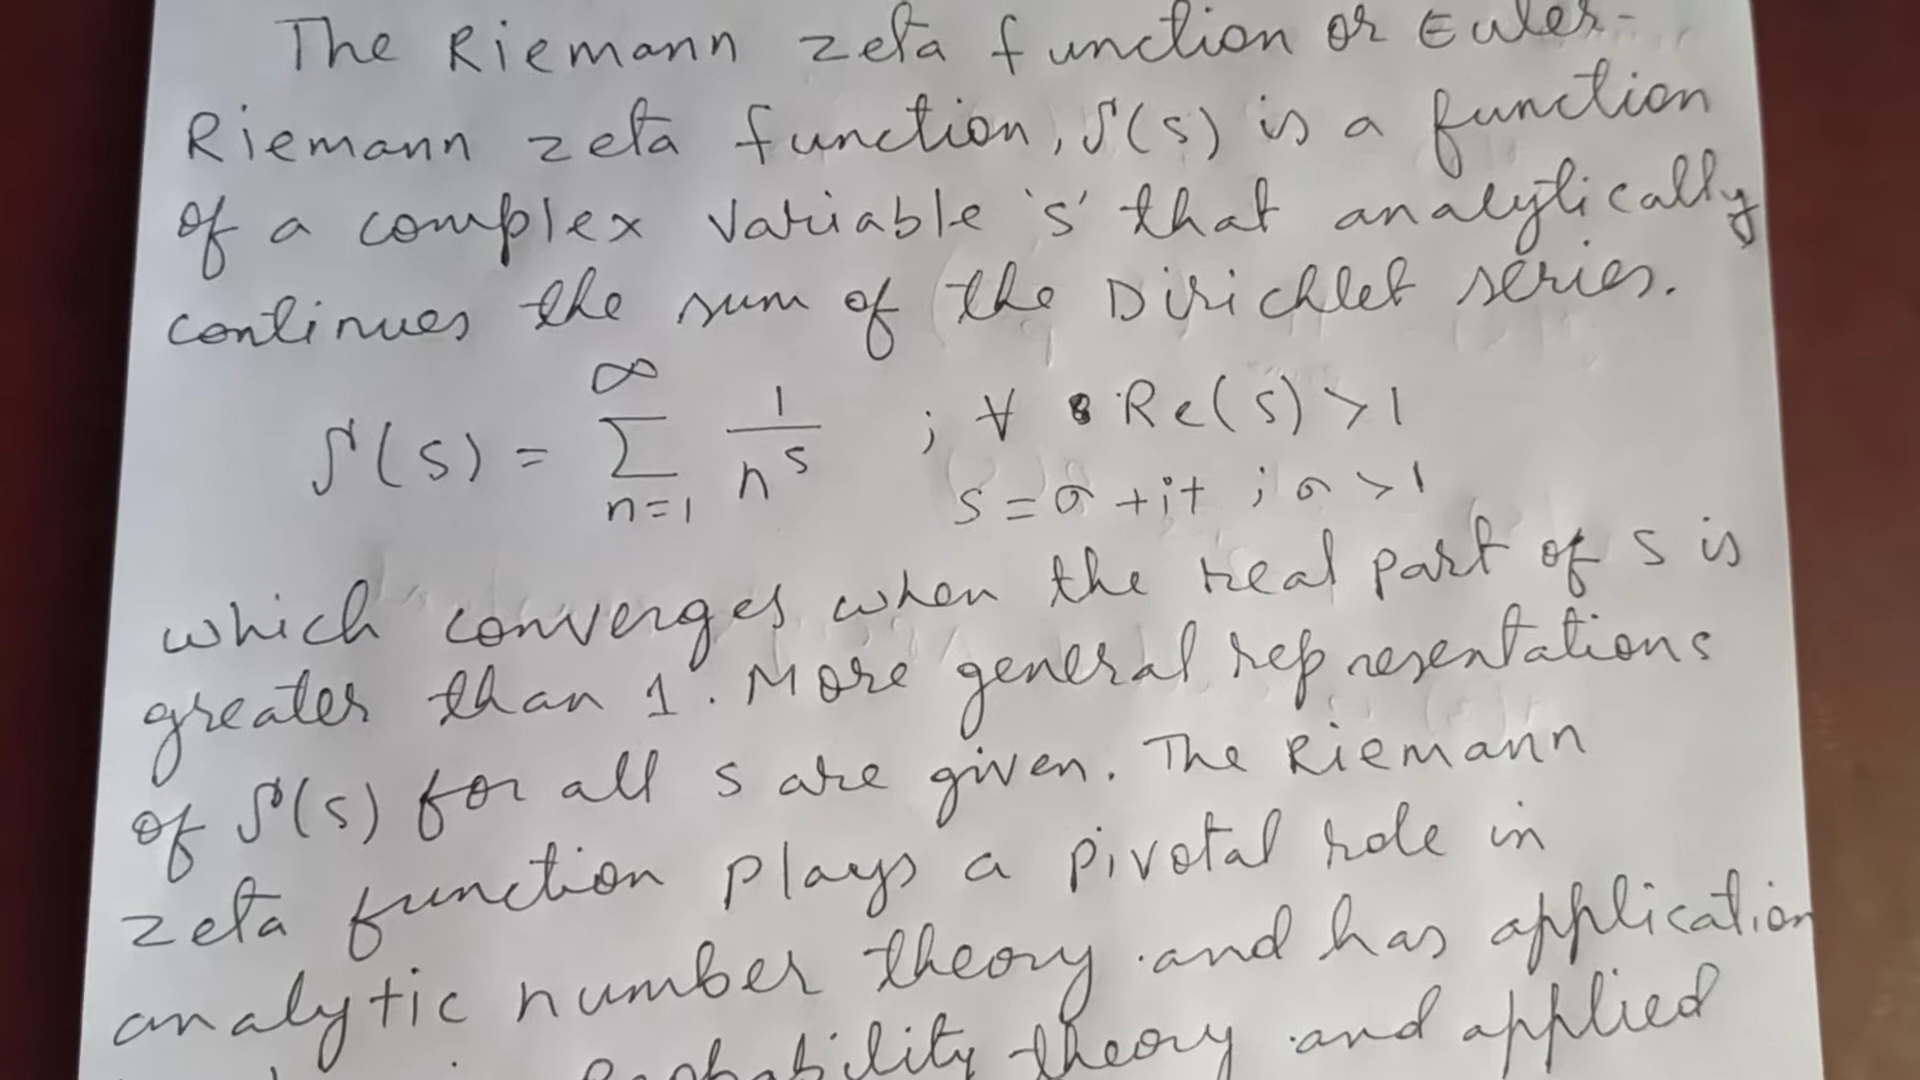 The Riemann zeta function or Euler-
Riemann zeta function, ζ(s) is a function
of a complex variable 's' that analytically
continues the sum of the Dirichlet series.
ζ(s) = ∑_{n=1}^{∞} 1/n^s ; ∀ Re(s) > 1
s = σ + it ; σ > 1
which converges when the real part of s is
greater than 1. More general representations
of ζ(s) for all s are given. The Riemann
zeta function plays a pivotal role in
analytic number theory and has application
Probability theory and applied